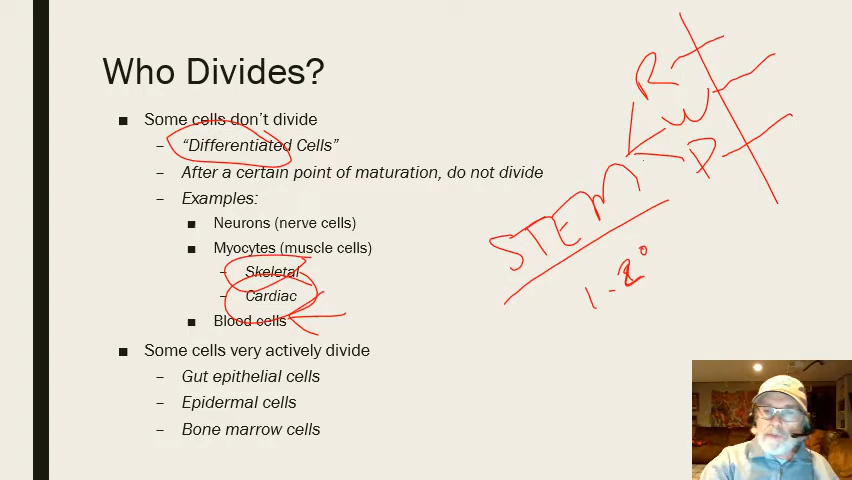 Who Divides?
Some cells don't divide
– "Differentiated Cells"
– After a certain point of maturation, do not divide
– Examples:
Neurons (nerve cells)
Myocytes (muscle cells)
– Skeletal
– Cardiac
Blood cells
Some cells very actively divide
– Gut epithelial cells
– Epidermal cells
– Bone marrow cells
R
W
P
STEM